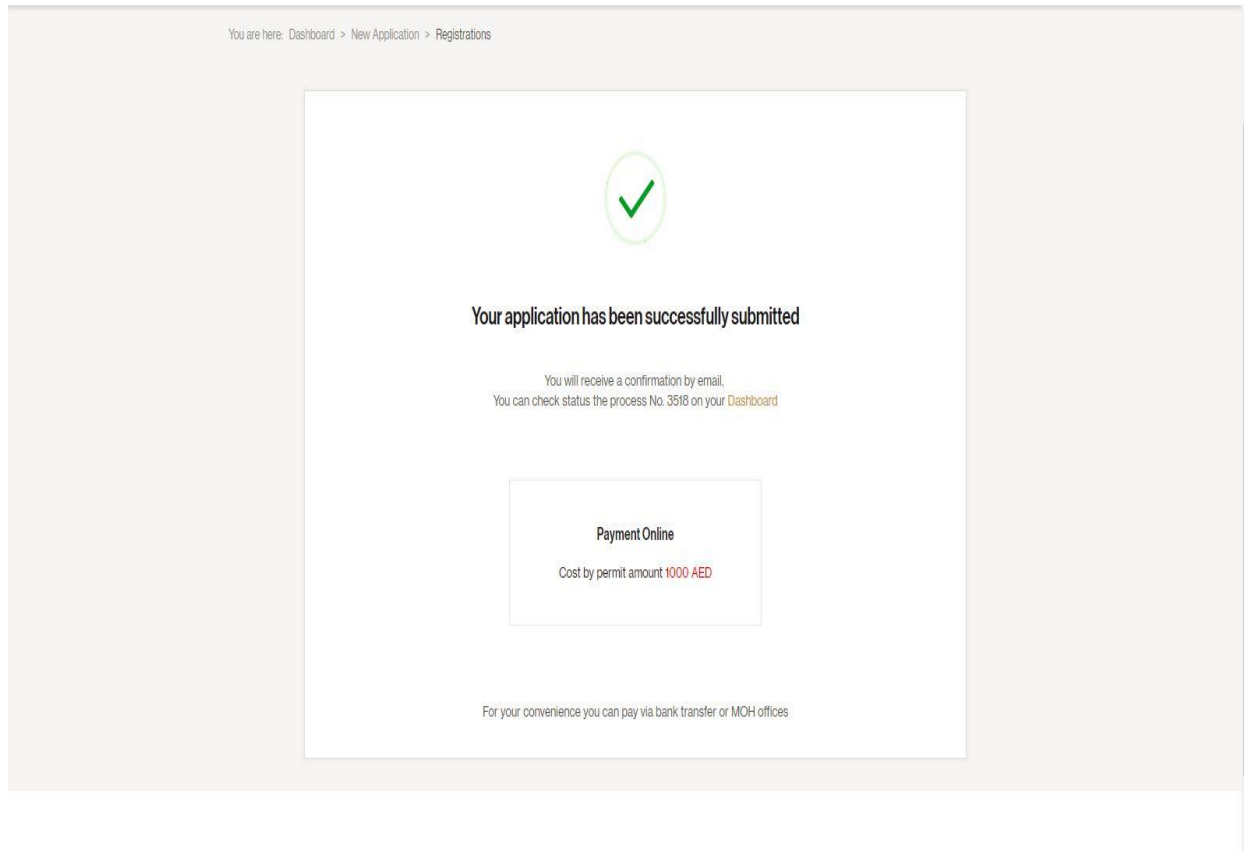 You are here: Dashboard > New Application > Registrations
Your application has been successfully submitted
You will receive a confirmation by email.
You can check status the process No. 3518 on your Dashboard
Payment Online
Cost by permit amount 1000 AED
For your convenience you can pay via bank transfer or MOH offices